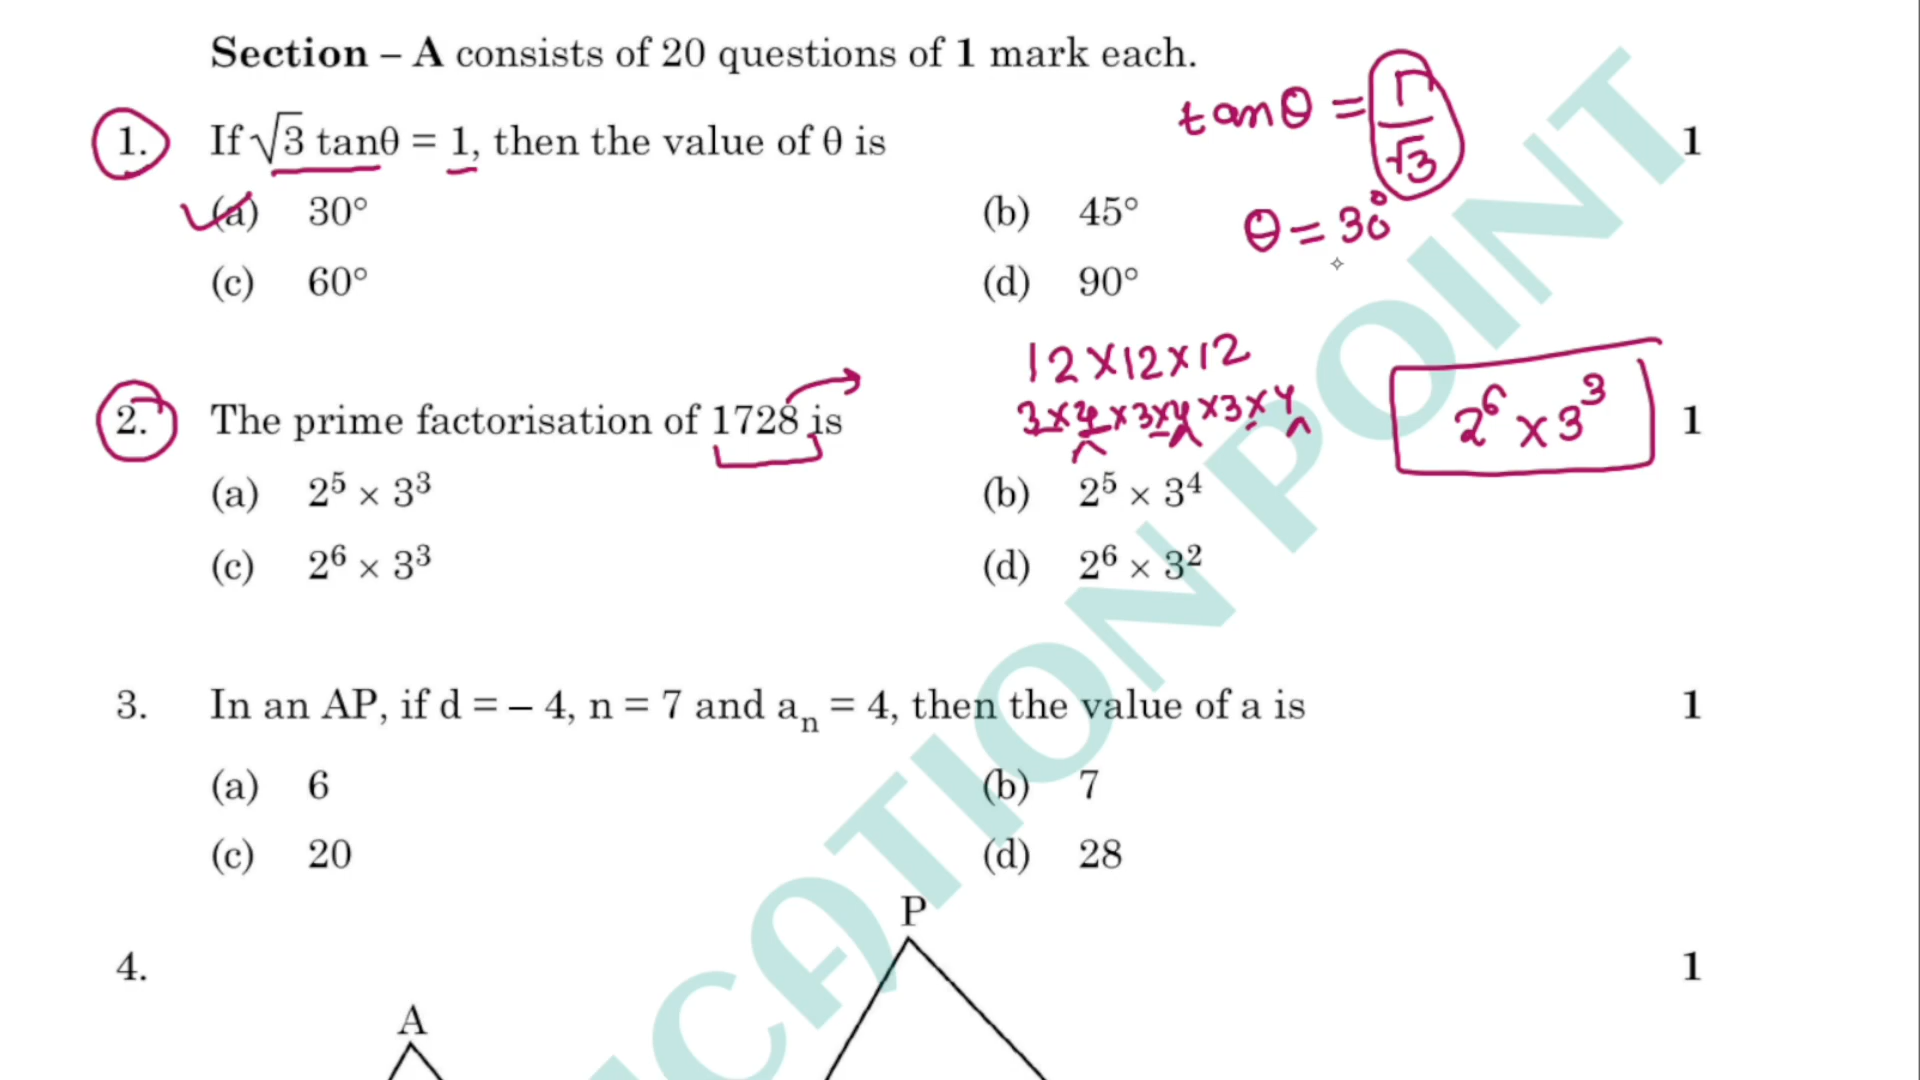 Section – A consists of 20 questions of 1 mark each.
1. If √3 tanθ = 1, then the value of θ is 1
tanθ = 1/√3
(a) 30° (b) 45°
θ = 30°
(c) 60° (d) 90°
12×12×12
2. The prime factorisation of 1728 is 1
3×4×3×4×3×4
2⁶×3³
(a) 2⁵ × 3³ (b) 2⁵ × 3⁴
(c) 2⁶ × 3³ (d) 2⁶ × 3²
3. In an AP, if d = – 4, n = 7 and aₙ = 4, then the value of a is 1
(a) 6 (b) 7
(c) 20 (d) 28
P
4. 1
A
ICATION POINT